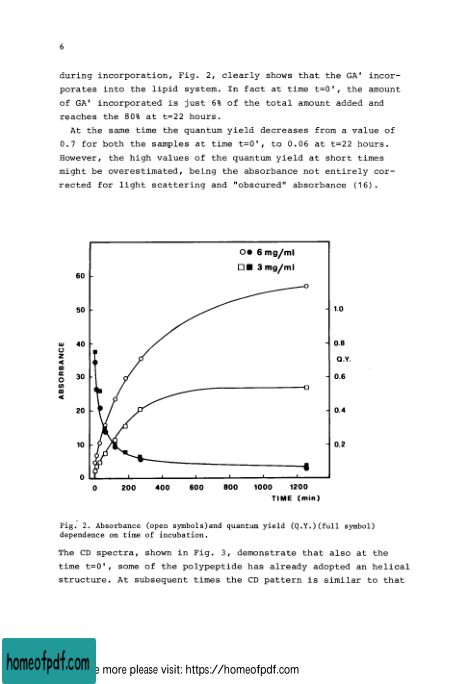 6
during incorporation, Fig. 2, clearly shows that the GA' incor-
porates into the lipid system. In fact at time t=0', the amount
of GA' incorporated is just 6% of the total amount added and
reaches the 80% at t=22 hours.
At the same time the quantum yield decreases from a value of
0.7 for both the samples at time t=0', to 0.06 at t=22 hours.
However, the high values of the quantum yield at short times
might be overestimated, being the absorbance not entirely cor-
rected for light scattering and "obscured" absorbance (16).
6 mg/ml
3 mg/ml
60
50
40
30
20
10
0
ABSORBANCE
1.0
0.8
Q.Y.
0.6
0.4
0.2
0 200 400 600 800 1000 1200
TIME (min)
Fig. 2. Absorbance (open symbols)and quantum yield (Q.Y.)(full symbol)
dependence on time of incubation.
The CD spectra, shown in Fig. 3, demonstrate that also at the
time t=0', some of the polypeptide has already adopted an helical
structure. At subsequent times the CD pattern is similar to that
homeofpdf.com
e more please visit: https://homeofpdf.com